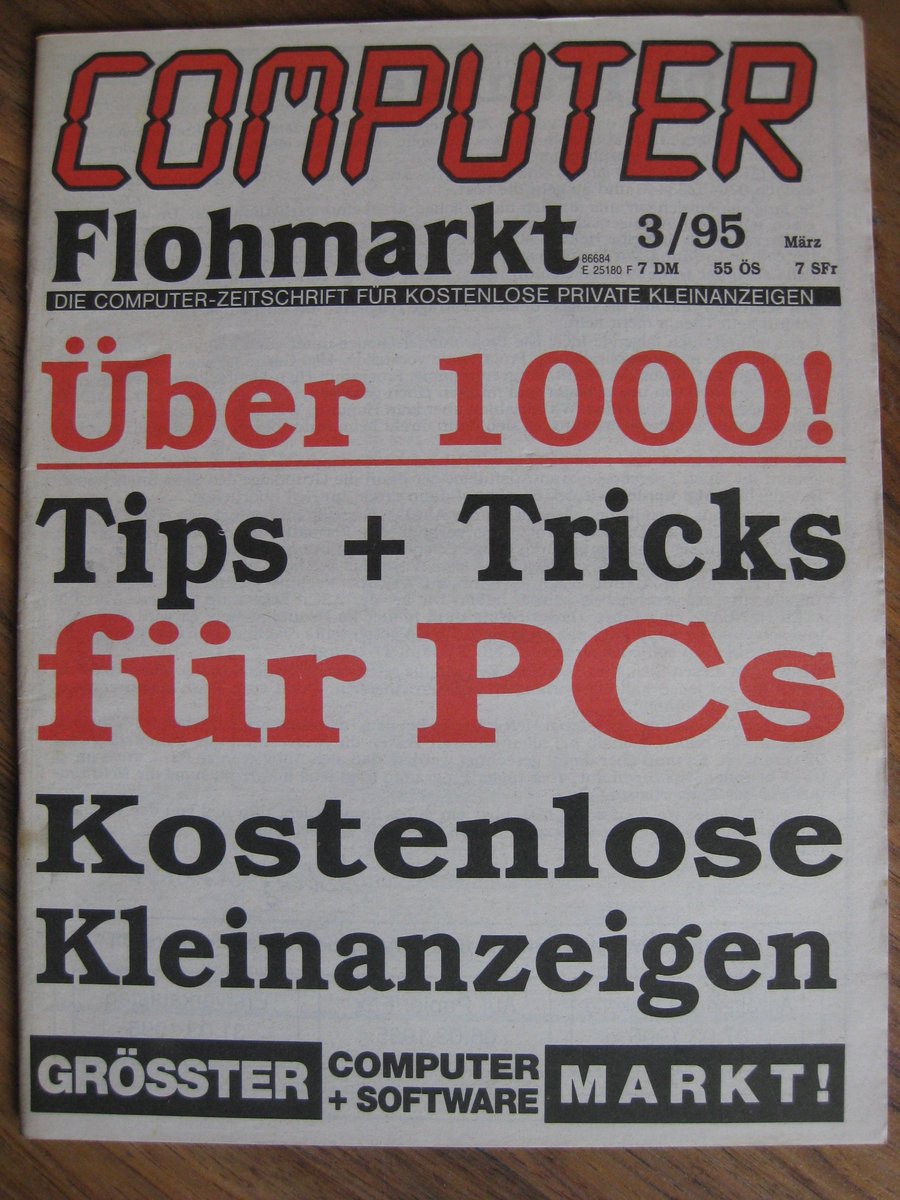 COMPUTER
Flohmarkt 3/95 März
86684
E 25180 F 7 DM 55 ÖS 7 SFr
DIE COMPUTER-ZEITSCHRIFT FÜR KOSTENLOSE PRIVATE KLEINANZEIGEN
Über 1000!
Tips + Tricks
für PCs
Kostenlose
Kleinanzeigen
GRÖSSTER COMPUTER + SOFTWARE MARKT!